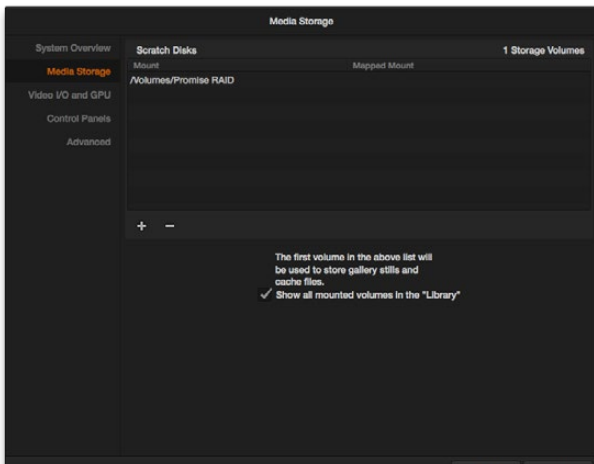 Media Storage
System Overview
Media Storage
Video I/O and GPU
Control Panels
Advanced
Scratch Disks
1 Storage Volumes
Mount
Mapped Mount
/Volumes/Promise RAID
The first volume in the above list will
be used to store gallery stills and
cache files.
Show all mounted volumes in the "Library"